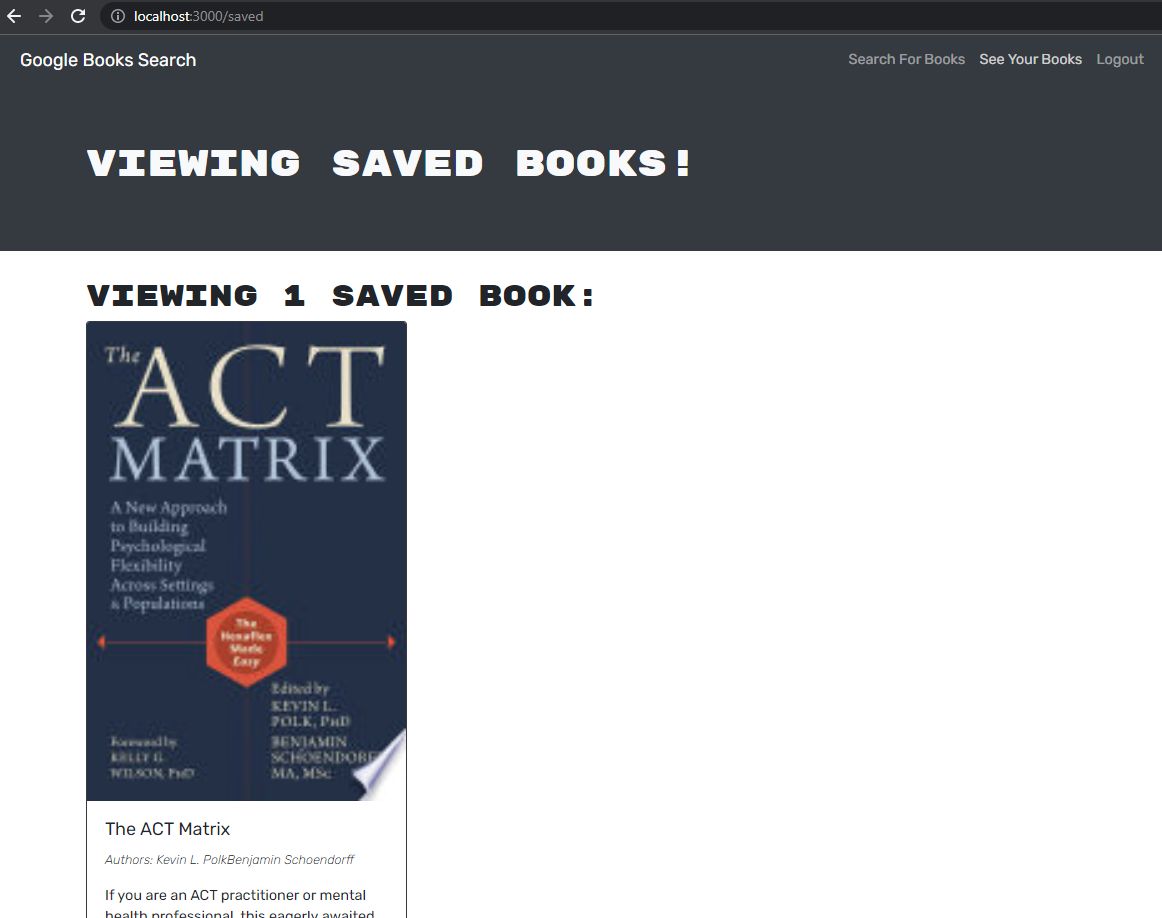 localhost:3000/saved
Google Books Search
Search For Books See Your Books Logout
VIEWING SAVED BOOKS!
VIEWING 1 SAVED BOOK:
The
ACT
MATRIX
A New Approach
to Building
Psychological
Flexibility
Across Settings
& Populations
The
Hexaflex
Made
Easy
Edited by
KEVIN L.
POLK, PhD
BENJAMIN
SCHOENDORF
MA, MSc
Foreword by
KELLY G.
WILSON, PhD
The ACT Matrix
Authors: Kevin L. PolkBenjamin Schoendorff
If you are an ACT practitioner or mental
health professional, this eagerly awaited